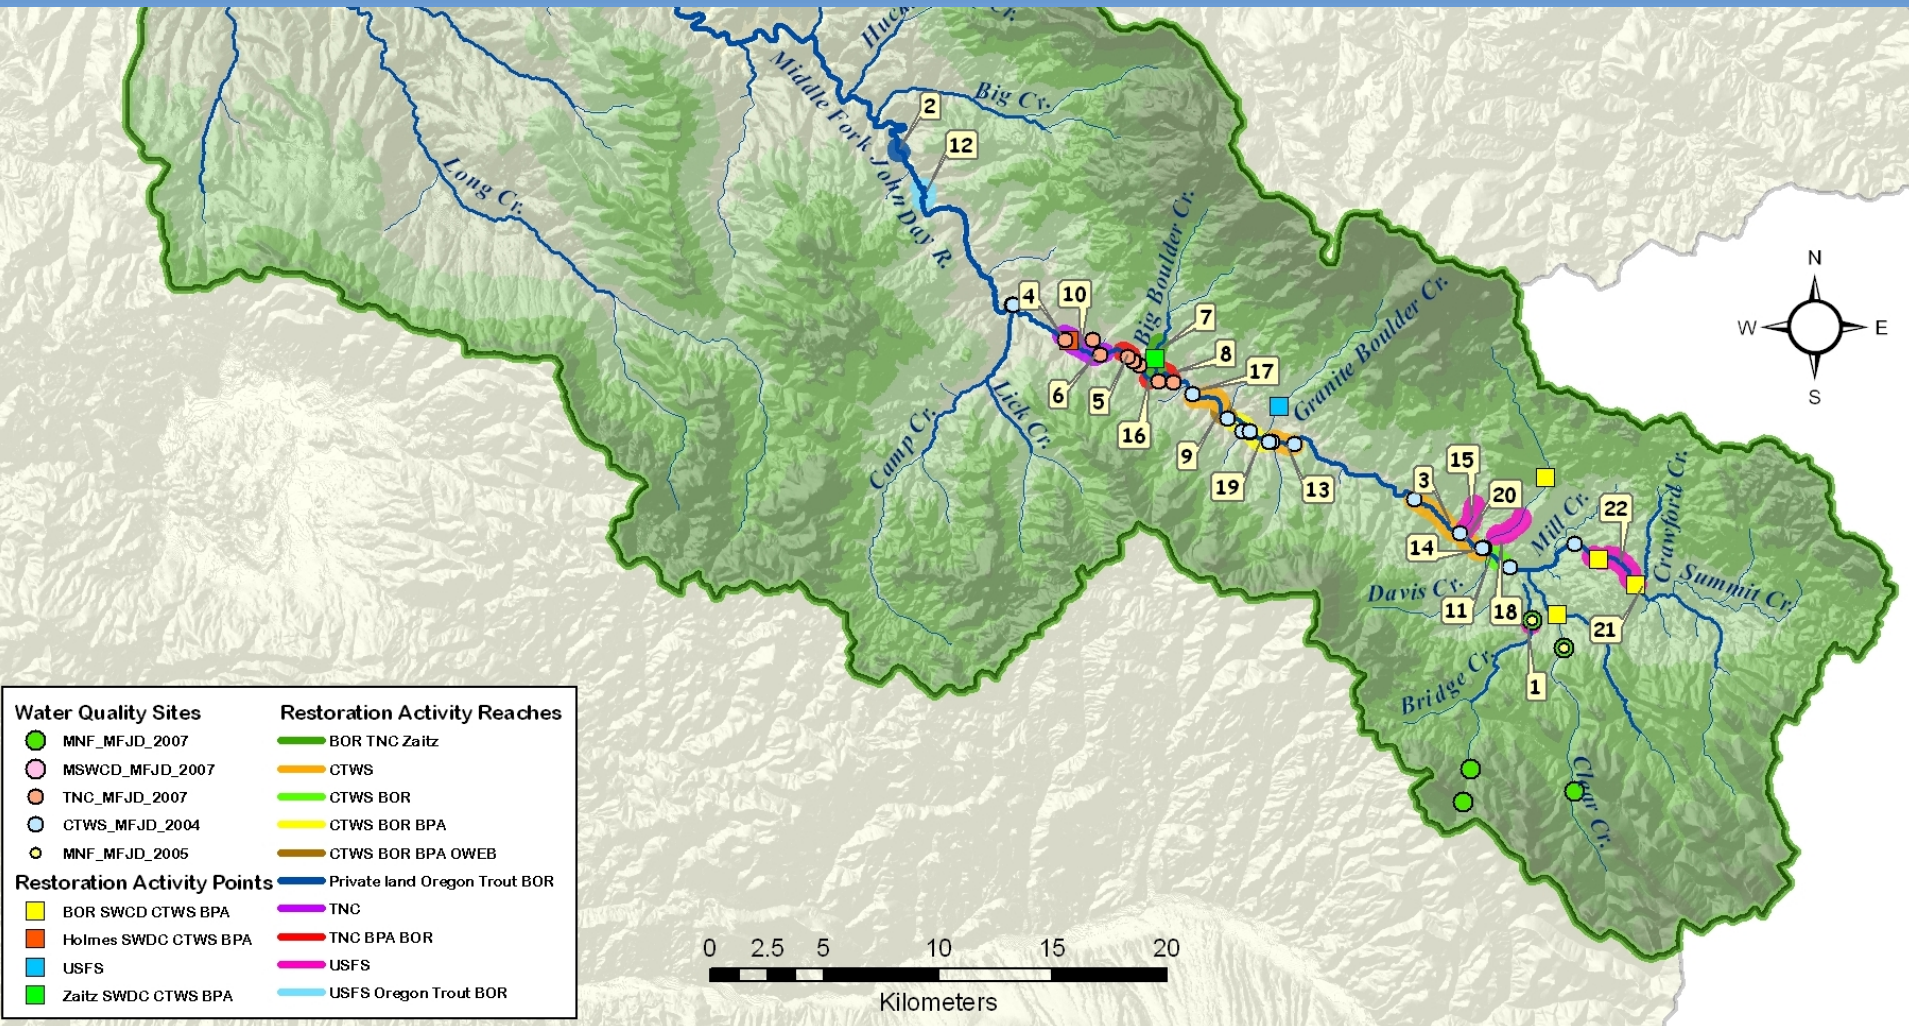 Huck
Cr.
Big Cr.
Middle Fork John Day R.
Long Cr.
2
12
Big Boulder Cr.
4
10
7
8
17
Granite Boulder Cr.
6
5
16
9
19
13
Camp Cr.
Lick Cr.
3
15
20
14
Mill Cr.
22
Crawford Cr.
Summit Cr.
Davis Cr.
11
18
21
Bridge Cr.
1
Clear Cr.
N
W
E
S
Water Quality Sites
MNF_MFJD_2007
MSWCD_MFJD_2007
TNC_MFJD_2007
CTWS_MFJD_2004
MNF_MFJD_2005
Restoration Activity Points
BOR SWCD CTWS BPA
Holmes SWDC CTWS BPA
USFS
Zaitz SWDC CTWS BPA
Restoration Activity Reaches
BOR TNC Zaitz
CTWS
CTWS BOR
CTWS BOR BPA
CTWS BOR BPA OWEB
Private land Oregon Trout BOR
TNC
TNC BPA BOR
USFS
USFS Oregon Trout BOR
0 2.5 5 10 15 20
Kilometers